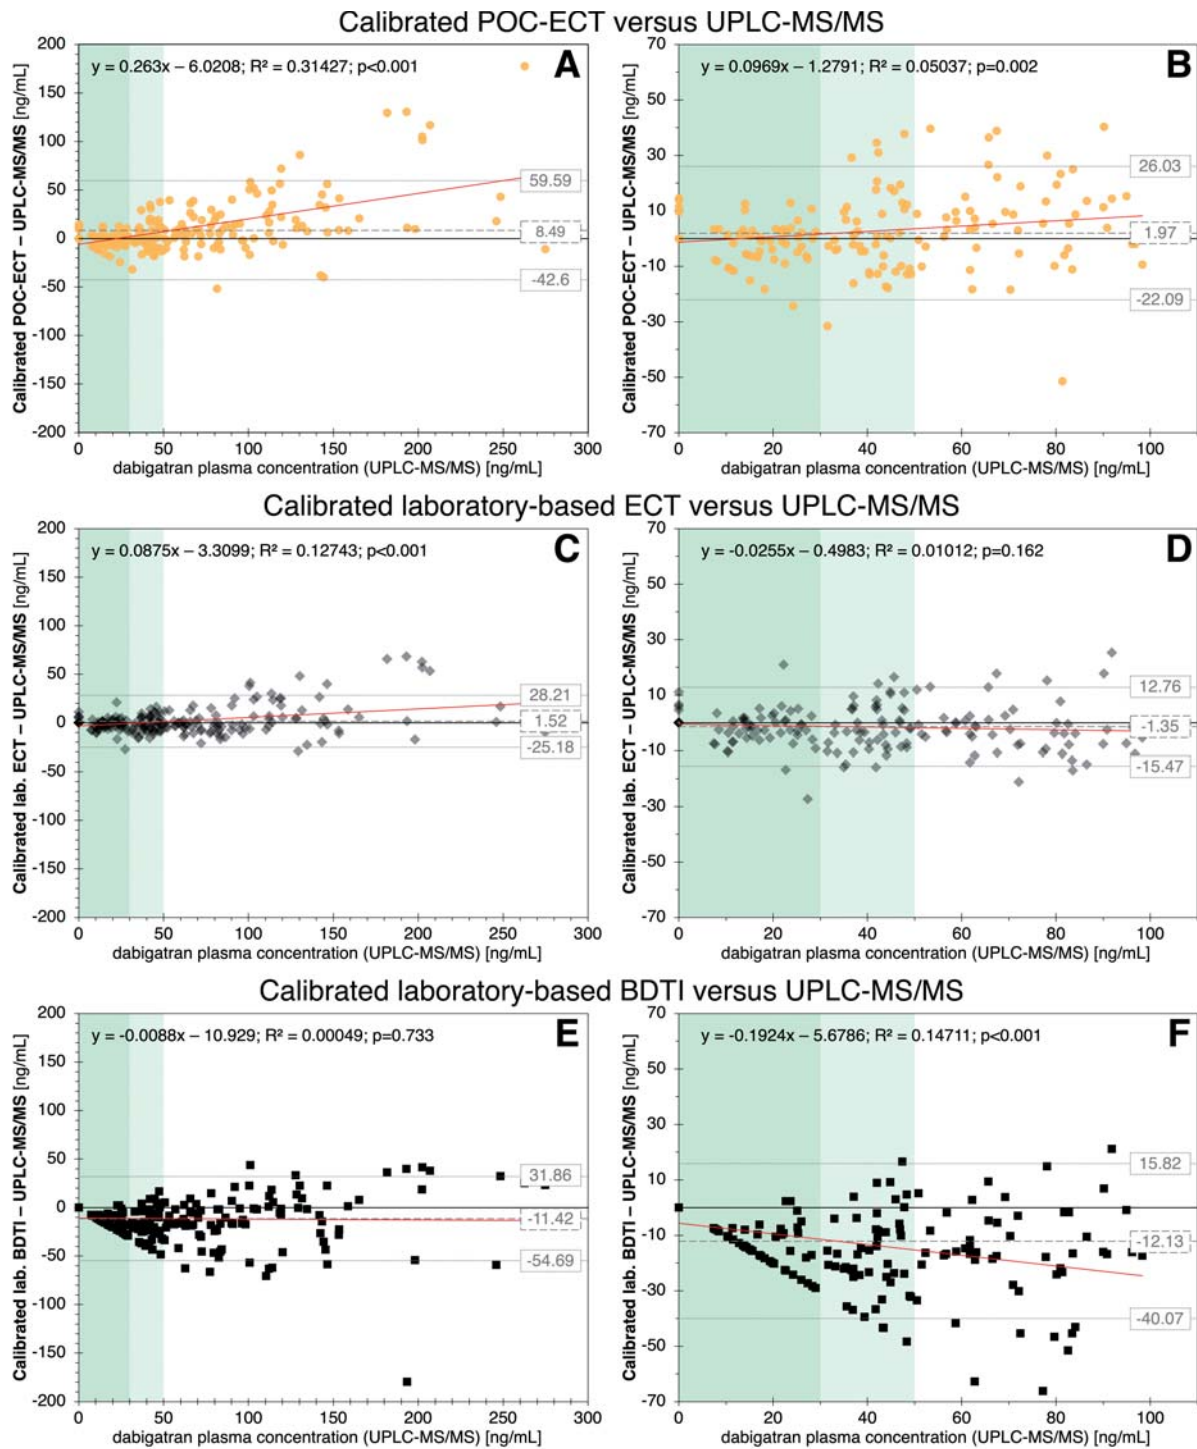 Calibrated POC-ECT versus UPLC-MS/MS
Calibrated POC-ECT – UPLC-MS/MS [ng/mL]
200
150
100
50
0
-50
-100
-150
-200
y = 0.263x – 6.0208; R² = 0.31427; p<0.001
A
59.59
8.49
-42.6
0 50 100 150 200 250 300
dabigatran plasma concentration (UPLC-MS/MS) [ng/mL]
Calibrated POC-ECT – UPLC-MS/MS [ng/mL]
70
50
30
10
-10
-30
-50
-70
y = 0.0969x – 1.2791; R² = 0.05037; p=0.002
B
26.03
1.97
-22.09
0 20 40 60 80 100
dabigatran plasma concentration (UPLC-MS/MS) [ng/mL]
Calibrated laboratory-based ECT versus UPLC-MS/MS
Calibrated lab. ECT – UPLC-MS/MS [ng/mL]
200
150
100
50
0
-50
-100
-150
-200
y = 0.0875x – 3.3099; R² = 0.12743; p<0.001
C
28.21
1.52
-25.18
0 50 100 150 200 250 300
dabigatran plasma concentration (UPLC-MS/MS) [ng/mL]
Calibrated lab. ECT – UPLC-MS/MS [ng/mL]
70
50
30
10
-10
-30
-50
-70
y = -0.0255x – 0.4983; R² = 0.01012; p=0.162
D
12.76
-1.35
-15.47
0 20 40 60 80 100
dabigatran plasma concentration (UPLC-MS/MS) [ng/mL]
Calibrated laboratory-based BDTI versus UPLC-MS/MS
Calibrated lab. BDTI – UPLC-MS/MS [ng/mL]
200
150
100
50
0
-50
-100
-150
-200
y = -0.0088x – 10.929; R² = 0.00049; p=0.733
E
31.86
-11.42
-54.69
0 50 100 150 200 250 300
dabigatran plasma concentration (UPLC-MS/MS) [ng/mL]
Calibrated lab. BDTI – UPLC-MS/MS [ng/mL]
70
50
30
10
-10
-30
-50
-70
y = -0.1924x – 5.6786; R² = 0.14711; p<0.001
F
15.82
-12.13
-40.07
0 20 40 60 80 100
dabigatran plasma concentration (UPLC-MS/MS) [ng/mL]